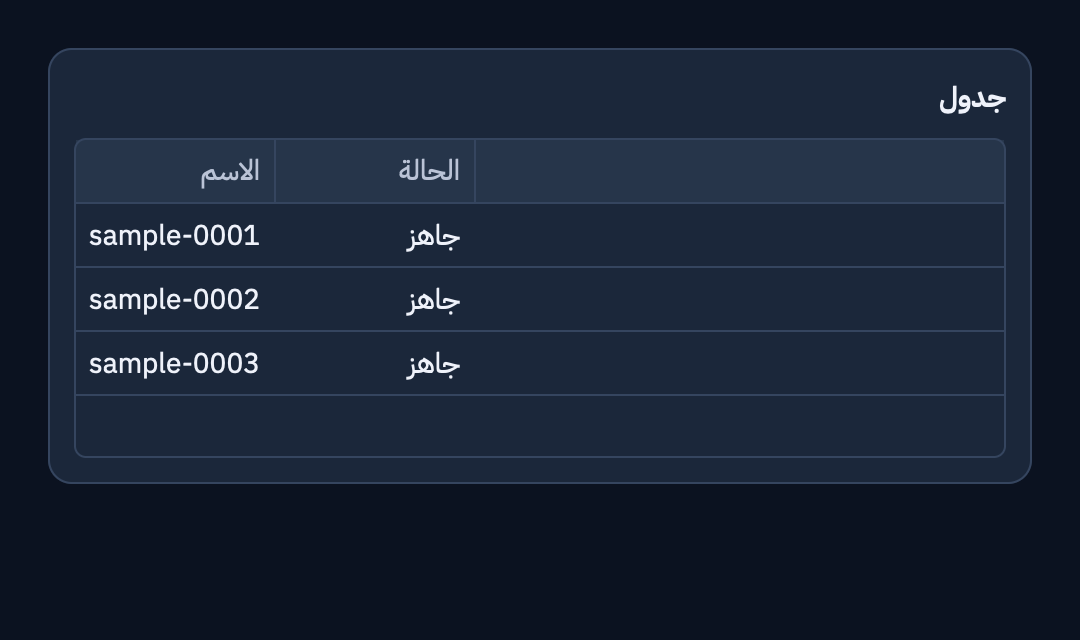 جدول
الاسم الحالة
sample-0001 جاهز
sample-0002 جاهز
sample-0003 جاهز